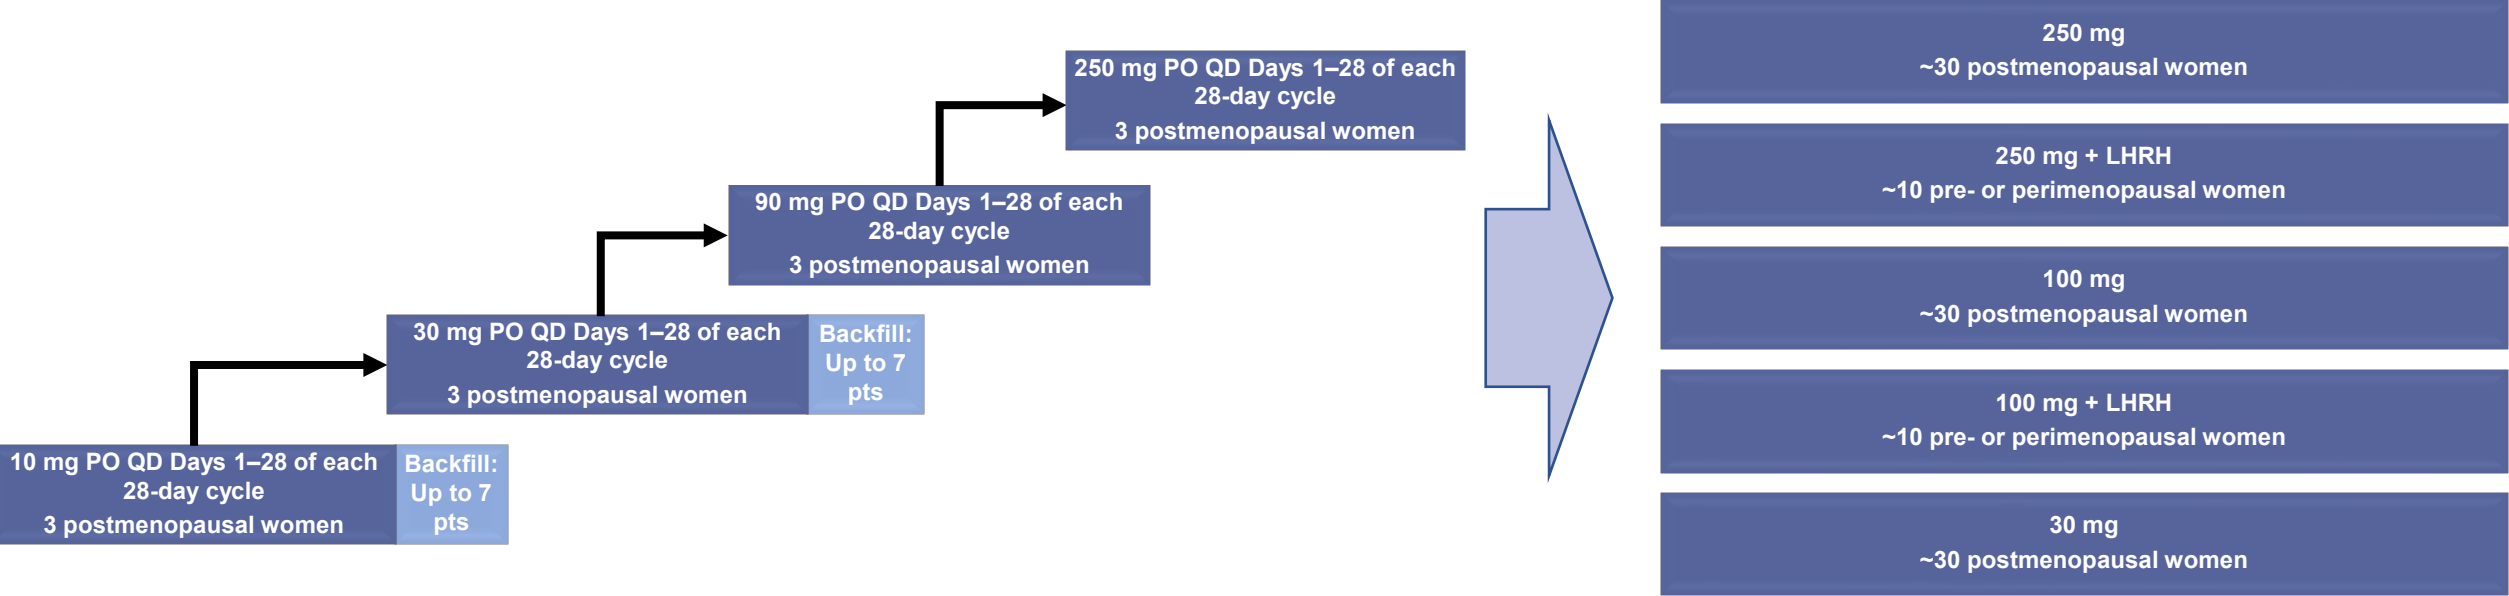 250 mg PO QD Days 1–28 of each
28-day cycle
3 postmenopausal women
90 mg PO QD Days 1–28 of each
28-day cycle
3 postmenopausal women
30 mg PO QD Days 1–28 of each
28-day cycle
3 postmenopausal women
Backfill:
Up to 7
pts
10 mg PO QD Days 1–28 of each
28-day cycle
3 postmenopausal women
Backfill:
Up to 7
pts
250 mg
~30 postmenopausal women
250 mg + LHRH
~10 pre- or perimenopausal women
100 mg
~30 postmenopausal women
100 mg + LHRH
~10 pre- or perimenopausal women
30 mg
~30 postmenopausal women